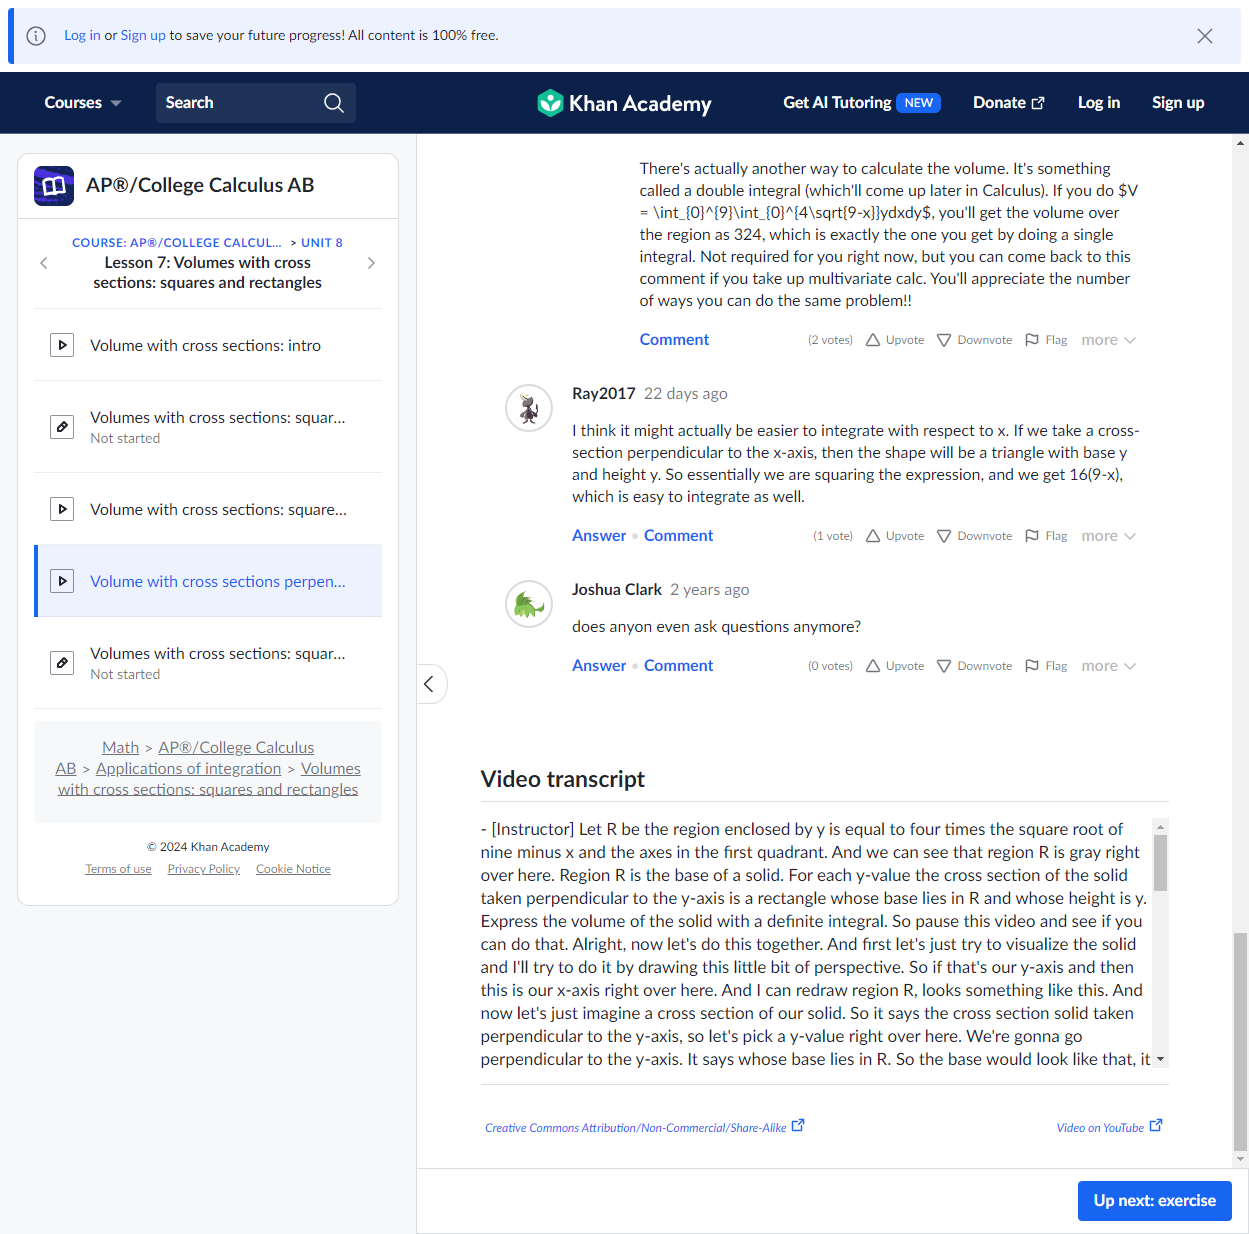 Log in or Sign up to save your future progress! All content is 100% free.
Courses
Search
Khan Academy
Get AI Tutoring NEW
Donate
Log in
Sign up
AP®/College Calculus AB
COURSE: AP®/COLLEGE CALCUL... > UNIT 8
Lesson 7: Volumes with cross
sections: squares and rectangles
Volume with cross sections: intro
Volumes with cross sections: squar...
Not started
Volume with cross sections: square...
Volume with cross sections perpen...
Volumes with cross sections: squar...
Not started
Math > AP®/College Calculus
AB > Applications of integration > Volumes
with cross sections: squares and rectangles
© 2024 Khan Academy
Terms of use Privacy Policy Cookie Notice
There's actually another way to calculate the volume. It's something
called a double integral (which'll come up later in Calculus). If you do $V
= \int_{0}^{9}\int_{0}^{4\sqrt{9-x}}ydxdy$, you'll get the volume over
the region as 324, which is exactly the one you get by doing a single
integral. Not required for you right now, but you can come back to this
comment if you take up multivariate calc. You'll appreciate the number
of ways you can do the same problem!!
Comment (2 votes) Upvote Downvote Flag more
Ray2017 22 days ago
I think it might actually be easier to integrate with respect to x. If we take a cross-
section perpendicular to the x-axis, then the shape will be a triangle with base y
and height y. So essentially we are squaring the expression, and we get 16(9-x),
which is easy to integrate as well.
Answer • Comment (1 vote) Upvote Downvote Flag more
Joshua Clark 2 years ago
does anyon even ask questions anymore?
Answer • Comment (0 votes) Upvote Downvote Flag more
Video transcript
- [Instructor] Let R be the region enclosed by y is equal to four times the square root of
nine minus x and the axes in the first quadrant. And we can see that region R is gray right
over here. Region R is the base of a solid. For each y-value the cross section of the solid
taken perpendicular to the y-axis is a rectangle whose base lies in R and whose height is y.
Express the volume of the solid with a definite integral. So pause this video and see if you
can do that. Alright, now let's do this together. And first let's just try to visualize the solid
and I'll try to do it by drawing this little bit of perspective. So if that's our y-axis and then
this is our x-axis right over here. And I can redraw region R, looks something like this. And
now let's just imagine a cross section of our solid. So it says the cross section solid taken
perpendicular to the y-axis, so let's pick a y-value right over here. We're gonna go
perpendicular to the y-axis. It says whose base lies in R. So the base would look like that, it
Creative Commons Attribution/Non-Commercial/Share-Alike
Video on YouTube
Up next: exercise